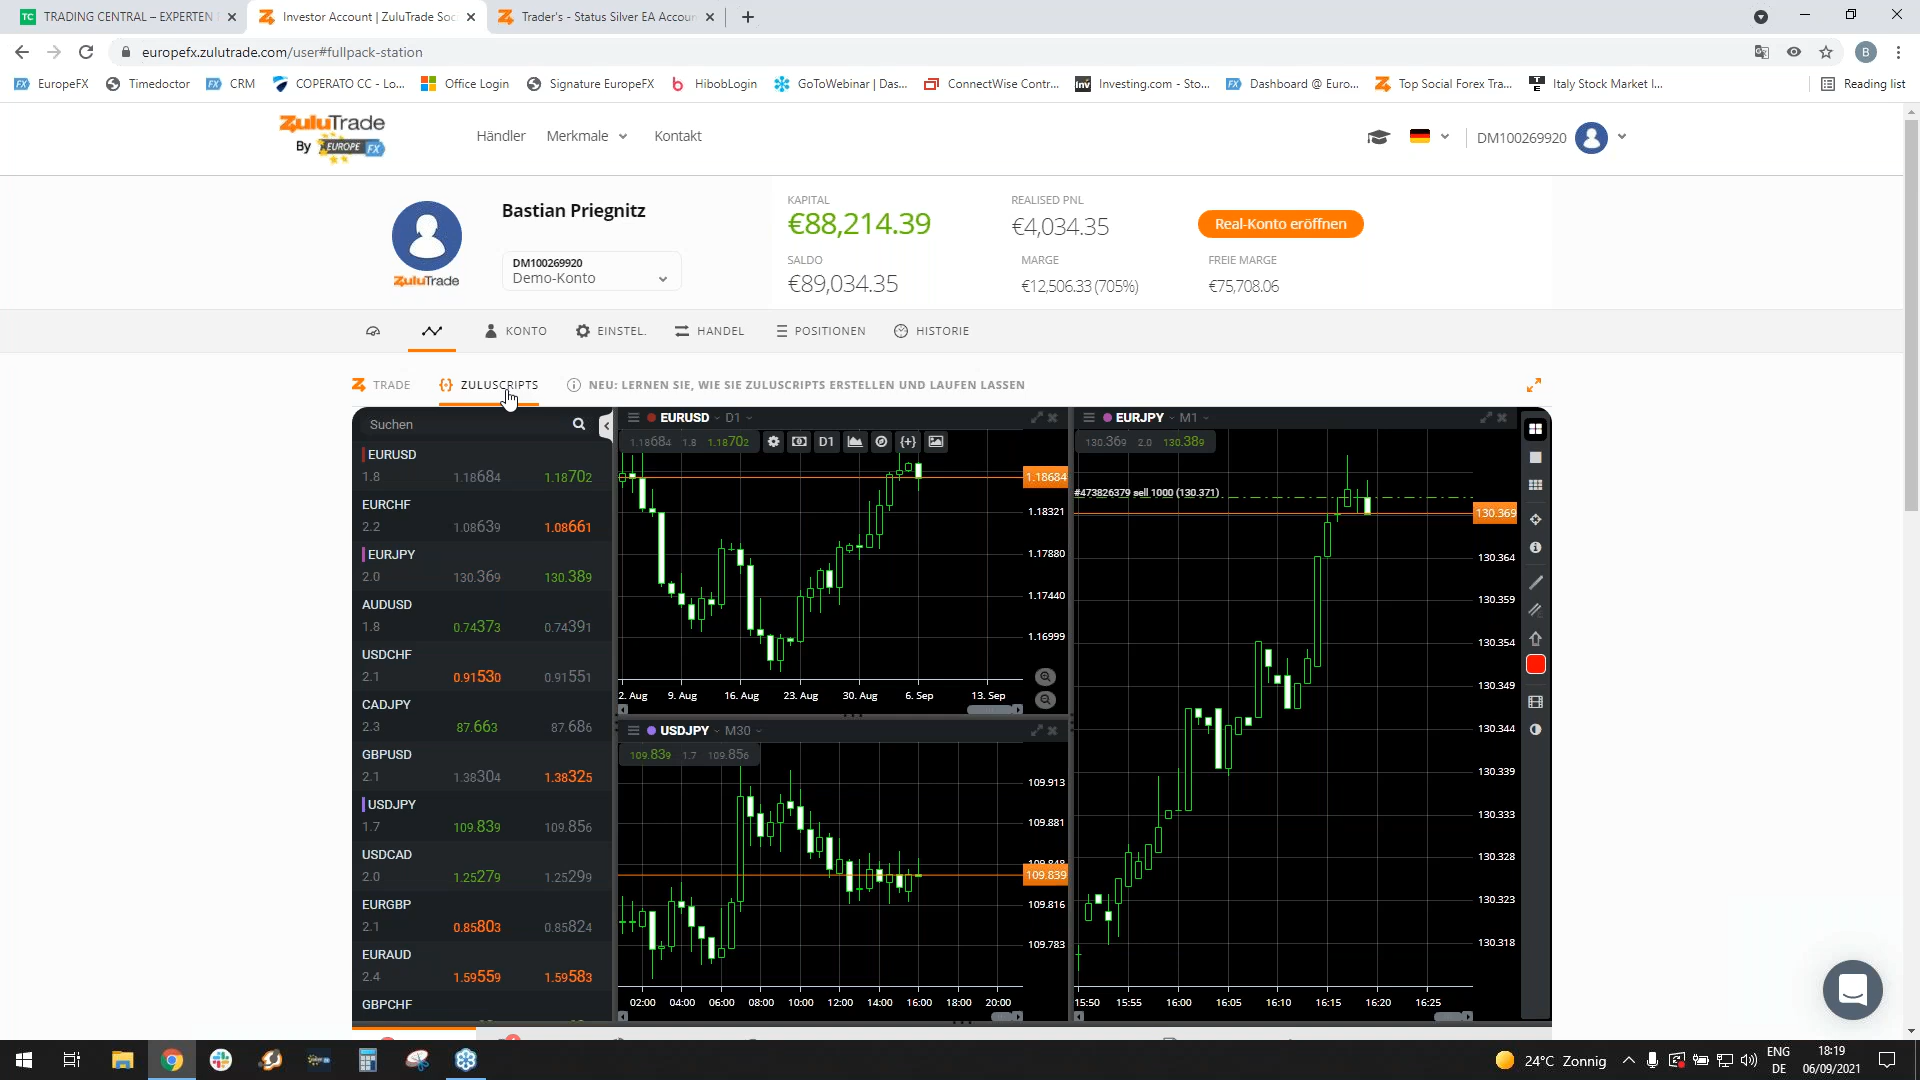 TRADING CENTRAL – EXPERTEN
Investor Account | ZuluTrade Soc
Trader's - Status Silver EA Accoun
europefx.zulutrade.com/user#fullpack-station
B
EuropeFX
Timedoctor
CRM
COPERATO CC - Lo...
Office Login
Signature EuropeFX
HibobLogin
GoToWebinar | Das...
ConnectWise Contr...
Investing.com - Sto...
Dashboard @ Euro...
Top Social Forex Tra...
Italy Stock Market I...
Reading list
ZuluTrade
By EUROPE FX
Händler
Merkmale
Kontakt
DM100269920
Bastian Priegnitz
DM100269920
Demo-Konto
ZuluTrade
KAPITAL
€88,214.39
REALISED PNL
€4,034.35
Real-Konto eröffnen
SALDO
€89,034.35
MARGE
€12,506.33 (705%)
FREIE MARGE
€75,708.06
KONTO
EINSTEL.
HANDEL
POSITIONEN
HISTORIE
TRADE
ZULUSCRIPTS
NEU: LERNEN SIE, WIE SIE ZULUSCRIPTS ERSTELLEN UND LAUFEN LASSEN
Suchen
EURUSD
1.8 1.18684 1.18702
EURCHF
2.2 1.08639 1.08661
EURJPY
2.0 130.369 130.389
AUDUSD
1.8 0.74373 0.74391
USDCHF
2.1 0.91530 0.91551
CADJPY
2.3 87.663 87.686
GBPUSD
2.1 1.38304 1.38325
USDJPY
1.7 109.839 109.856
USDCAD
2.0 1.25279 1.25299
EURGBP
2.1 0.85803 0.85824
EURAUD
2.4 1.59559 1.59583
GBPCHF
EURUSD - D1
1.18684 1.8 1.18702 D1
1.18684
1.18321
1.17880
1.17440
1.16999
2. Aug 9. Aug 16. Aug 23. Aug 30. Aug 6. Sep 13. Sep
USDJPY - M30
109.839 1.7 109.856
109.913
109.881
109.848
109.839
109.816
109.783
02:00 04:00 06:00 08:00 10:00 12:00 14:00 16:00 18:00 20:00
EURJPY - M1
130.369 2.0 130.389
#473826379 sell 1000 (130.371)
130.369
130.364
130.359
130.354
130.349
130.344
130.339
130.333
130.328
130.323
130.318
15:50 15:55 16:00 16:05 16:10 16:15 16:20 16:25
24°C Zonnig
ENG
DE
18:19
06/09/2021